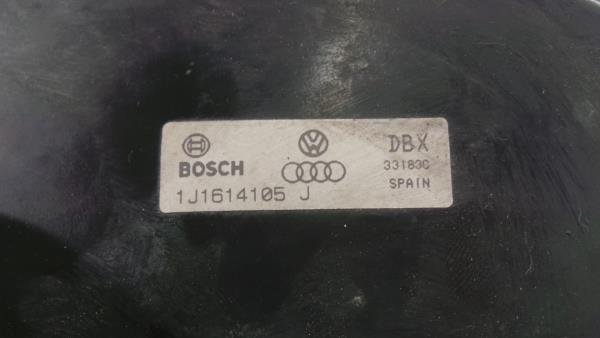 BOSCH
DBX
33183C
SPAIN
1J1614105 J